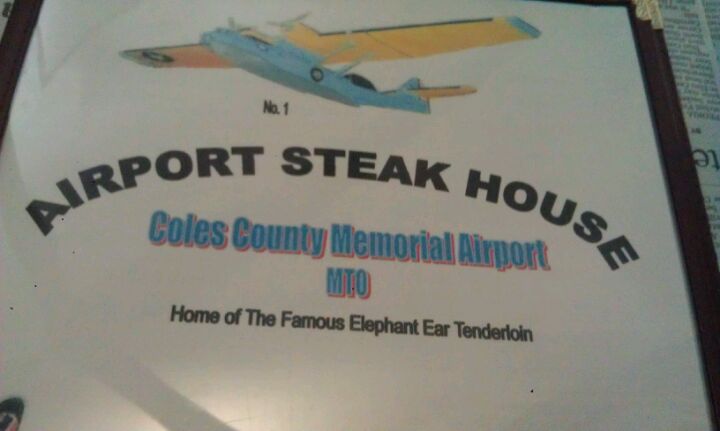 No. 1
AIRPORT STEAK HOUSE
Coles County Memorial Airport
MTO
Home of The Famous Elephant Ear Tenderloin